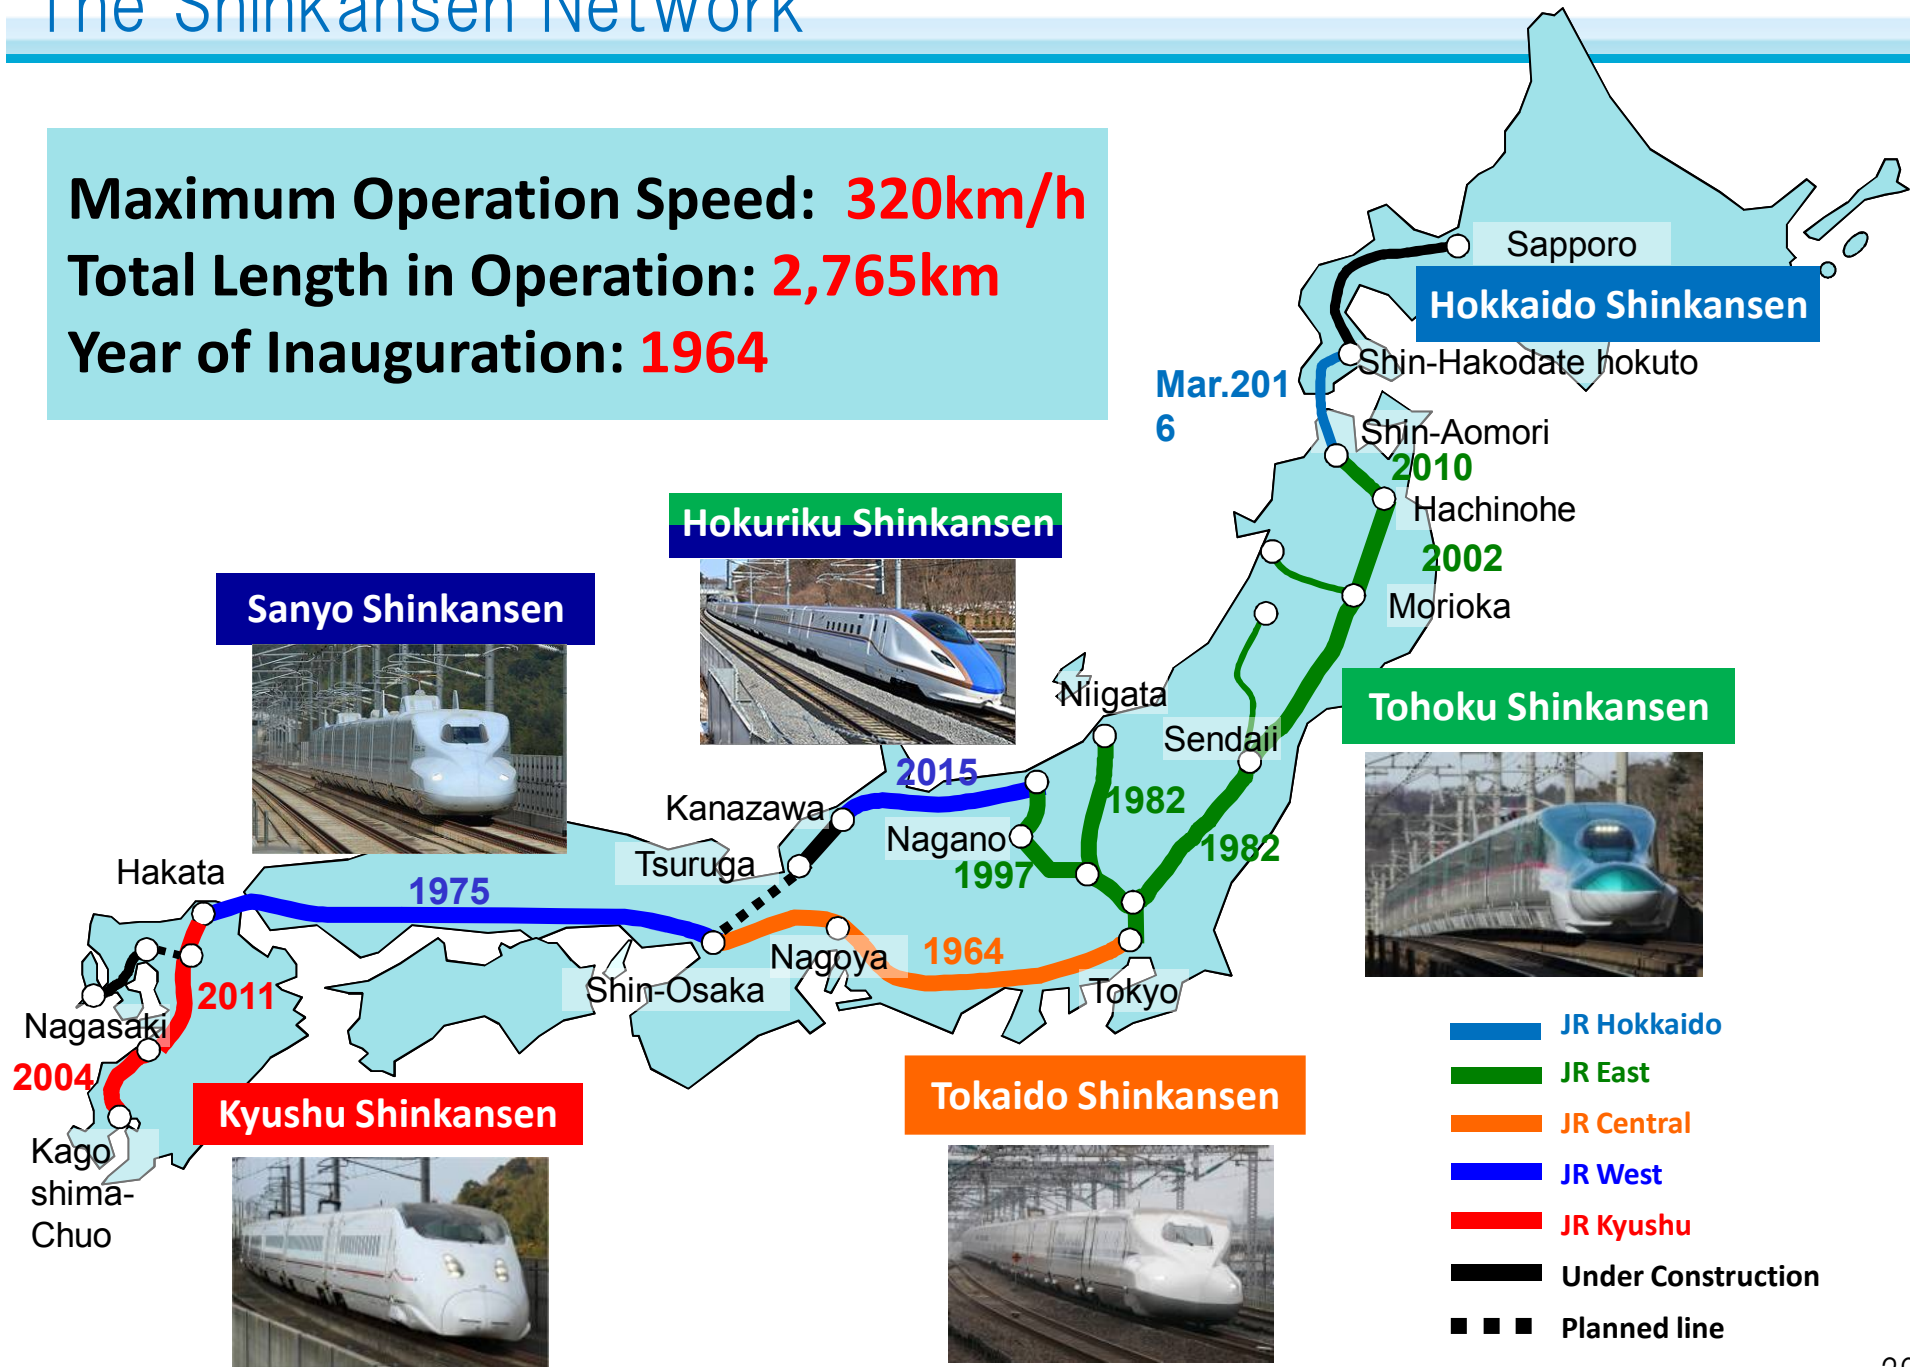 The Shinkansen Network
Maximum Operation Speed: 320km/h
Total Length in Operation: 2,765km
Year of Inauguration: 1964
Sapporo
Hokkaido Shinkansen
Shin-Hakodate hokuto
Mar.201
6
Shin-Aomori
2010
Hachinohe
2002
Morioka
Hokuriku Shinkansen
Sanyo Shinkansen
Tohoku Shinkansen
Niigata
Sendaii
2015
1982
Kanazawa
Nagano
1982
Tsuruga
1997
Hakata
1975
1964
Nagoya
Shin-Osaka
Tokyo
2011
Nagasaki
2004
Kyushu Shinkansen
Tokaido Shinkansen
Kago
shima-
Chuo
JR Hokkaido
JR East
JR Central
JR West
JR Kyushu
Under Construction
Planned line